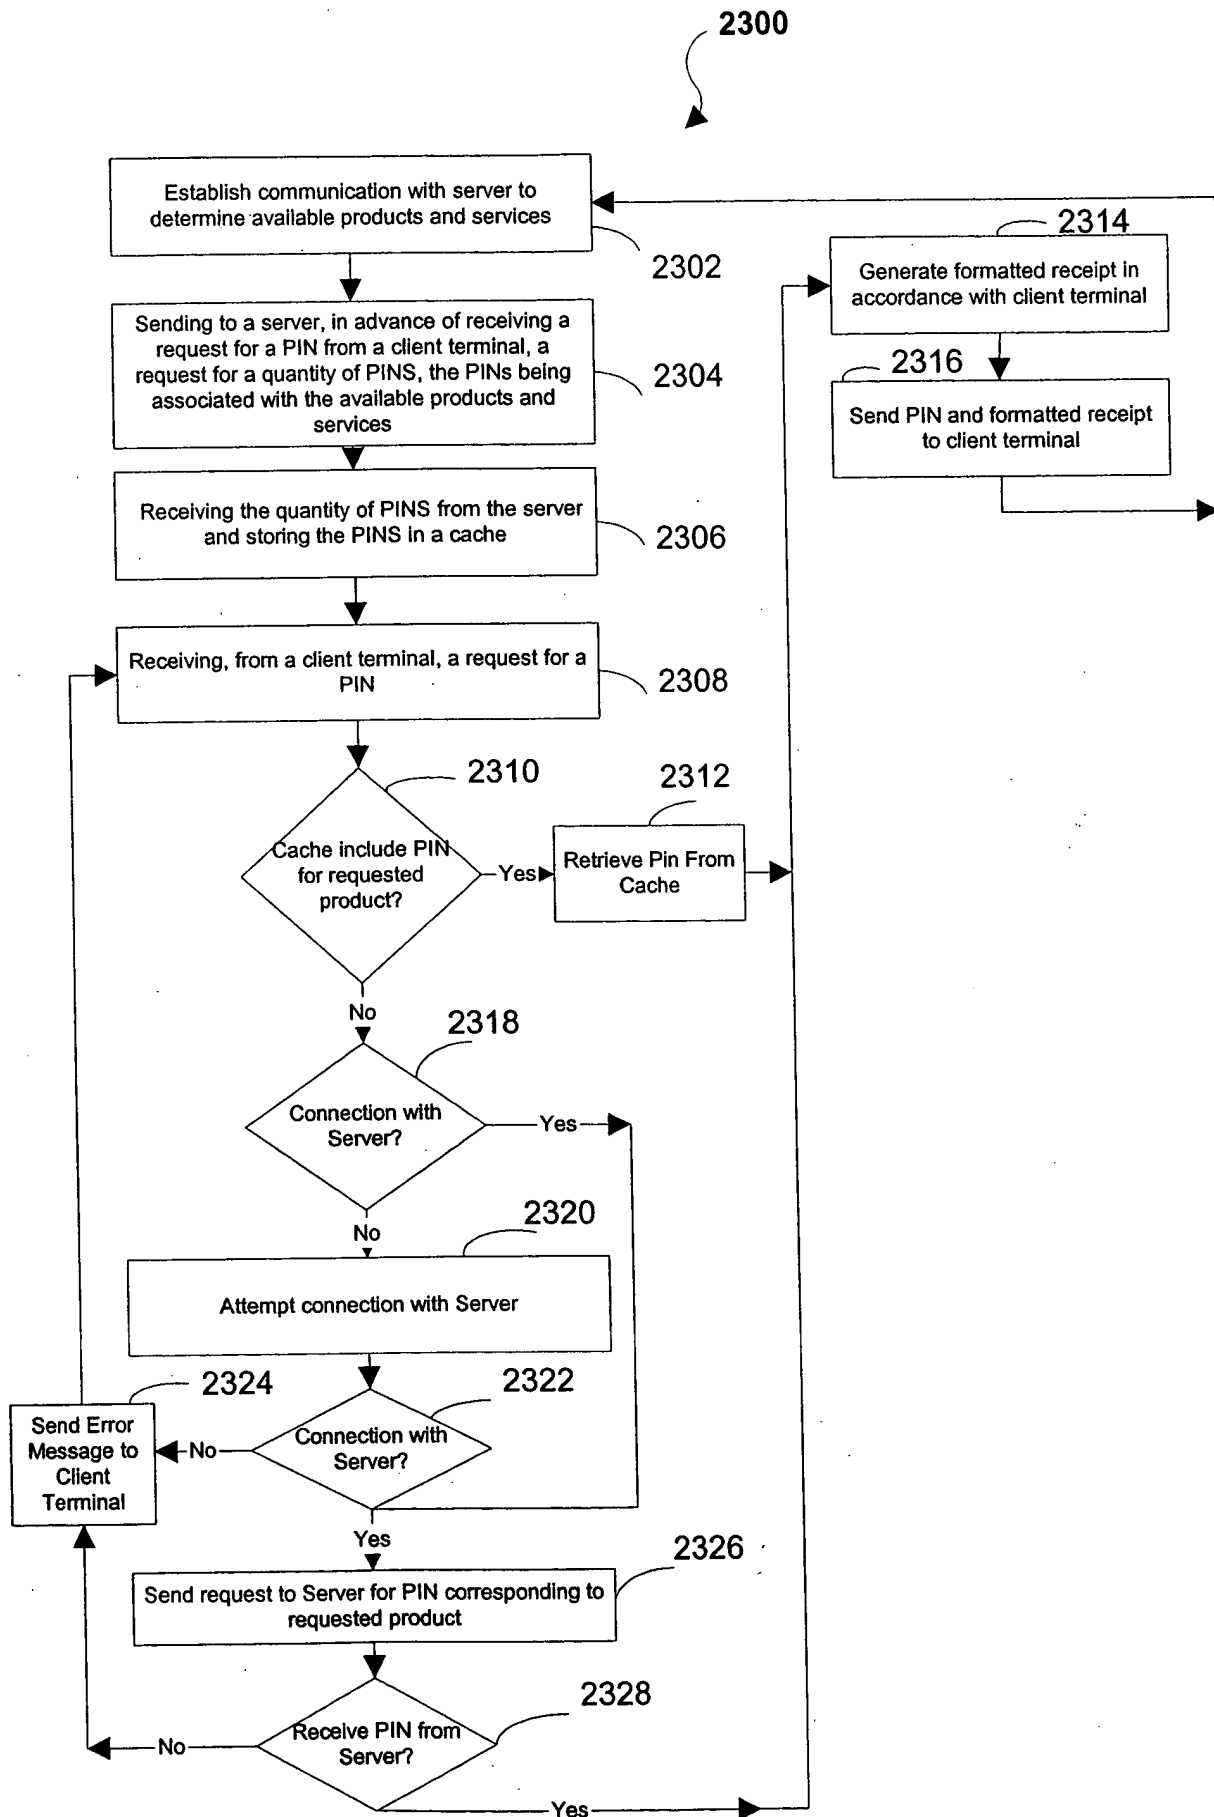 2300
Establish communication with server to
determine available products and services
2302
Sending to a server, in advance of receiving a
request for a PIN from a client terminal, a
request for a quantity of PINS, the PINs being
associated with the available products and
services
2304
Receiving the quantity of PINS from the server
and storing the PINS in a cache
2306
Receiving, from a client terminal, a request for a
PIN
2308
2310
Cache include PIN
for requested
product?
Yes
2312
Retrieve Pin From
Cache
2314
Generate formatted receipt in
accordance with client terminal
2316
Send PIN and formatted receipt
to client terminal
No
2318
Connection with
Server?
Yes
No
2320
Attempt connection with Server
2322
Connection with
Server?
No
2324
Send Error
Message to
Client
Terminal
Yes
2326
Send request to Server for PIN corresponding to
requested product
2328
Receive PIN from
Server?
No
Yes